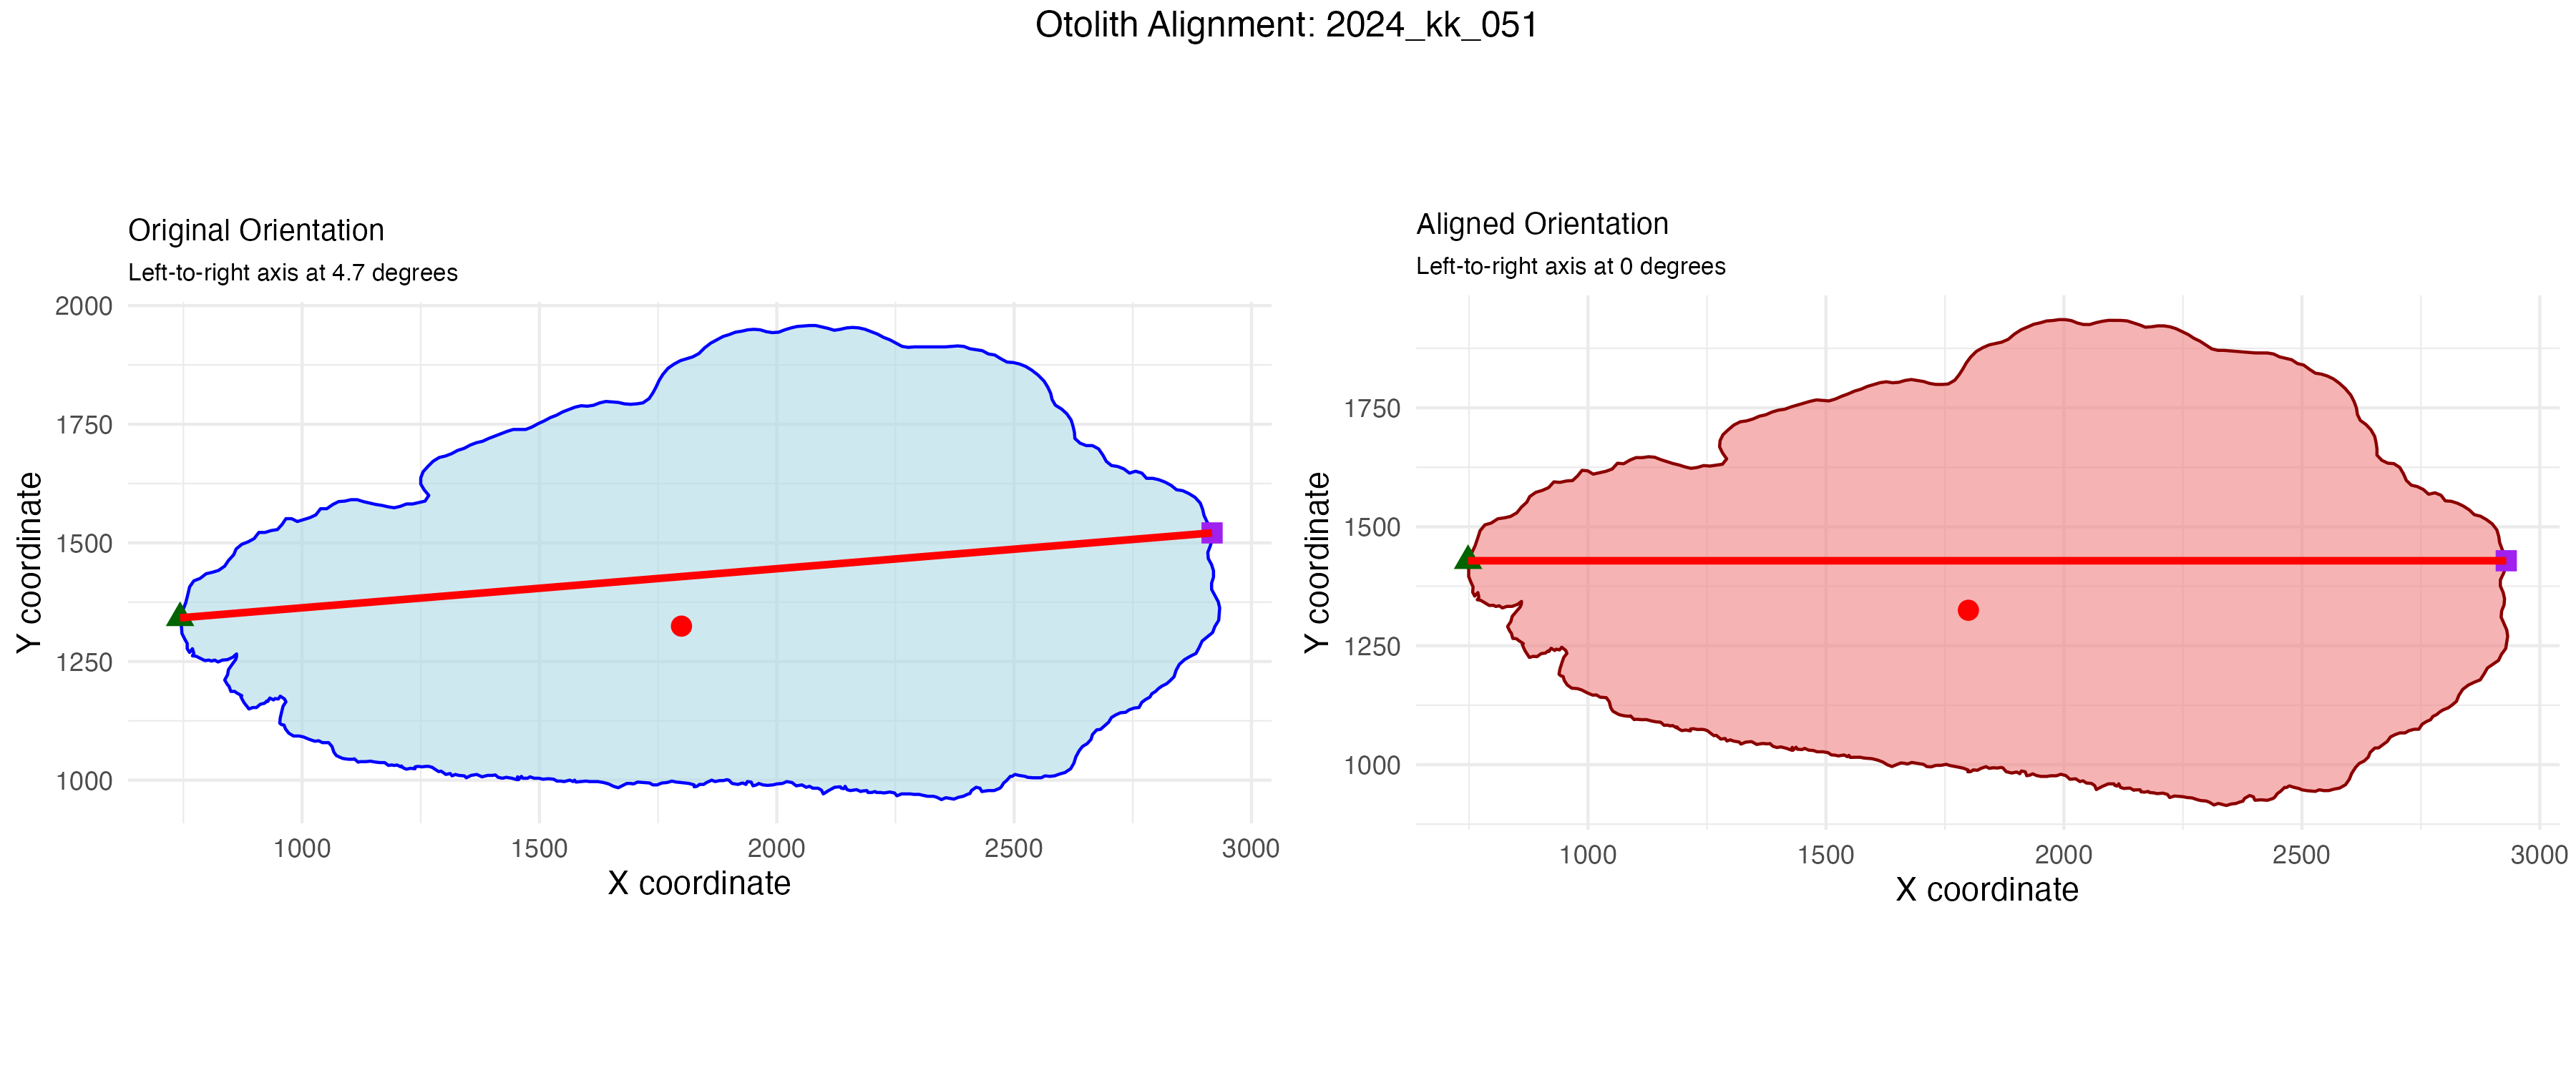 Otolith Alignment: 2024_kk_051
Original Orientation
Left-to-right axis at 4.7 degrees
2000
1750
1500
1250
1000
Y coordinate
1000 1500 2000 2500 3000
X coordinate
Aligned Orientation
Left-to-right axis at 0 degrees
1750
1500
1250
1000
Y coordinate
1000 1500 2000 2500 3000
X coordinate